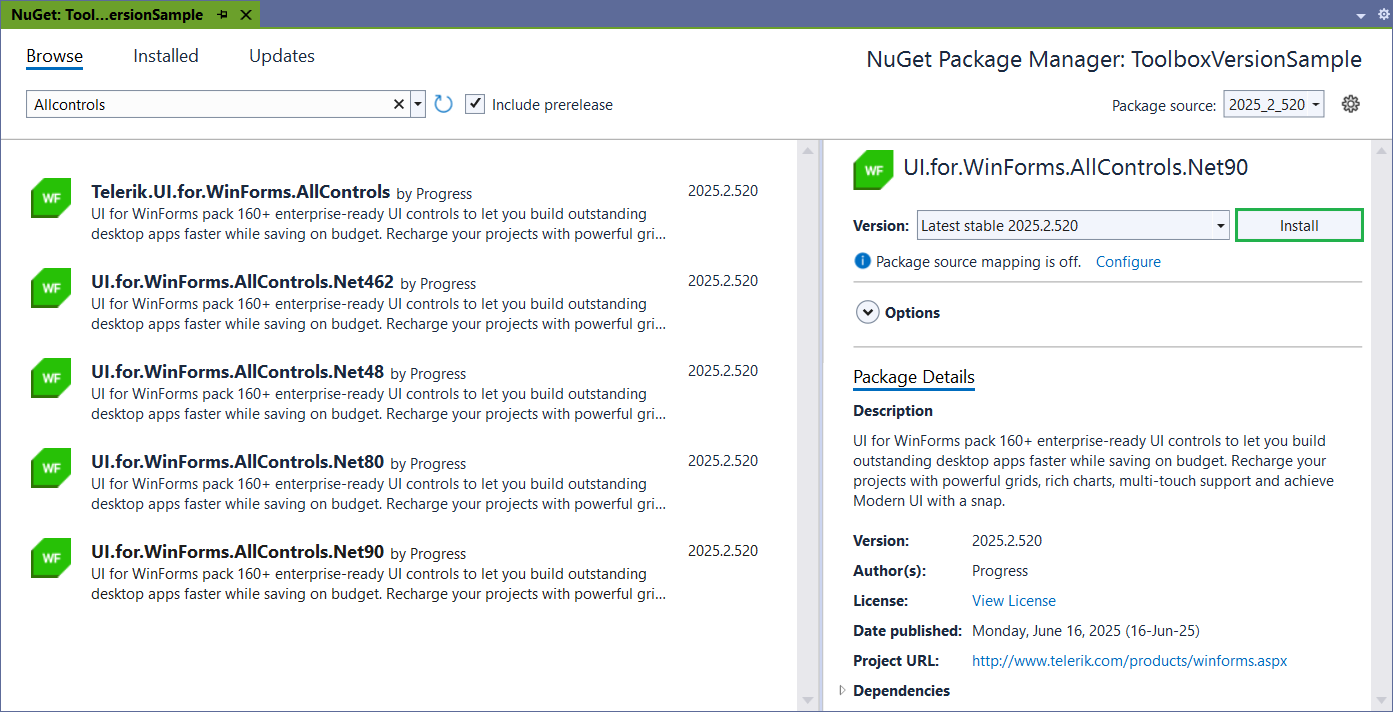 NuGet: Tool...ersionSample
Browse Installed Updates
NuGet Package Manager: ToolboxVersionSample
Allcontrols
Include prerelease
Package source: 2025_2_520
WF
Telerik.UI.for.WinForms.AllControls by Progress 2025.2.520
UI for WinForms pack 160+ enterprise-ready UI controls to let you build outstanding
desktop apps faster while saving on budget. Recharge your projects with powerful gri...
WF
UI.for.WinForms.AllControls.Net462 by Progress 2025.2.520
UI for WinForms pack 160+ enterprise-ready UI controls to let you build outstanding
desktop apps faster while saving on budget. Recharge your projects with powerful gri...
WF
UI.for.WinForms.AllControls.Net48 by Progress 2025.2.520
UI for WinForms pack 160+ enterprise-ready UI controls to let you build outstanding
desktop apps faster while saving on budget. Recharge your projects with powerful gri...
WF
UI.for.WinForms.AllControls.Net80 by Progress 2025.2.520
UI for WinForms pack 160+ enterprise-ready UI controls to let you build outstanding
desktop apps faster while saving on budget. Recharge your projects with powerful gri...
WF
UI.for.WinForms.AllControls.Net90 by Progress 2025.2.520
UI for WinForms pack 160+ enterprise-ready UI controls to let you build outstanding
desktop apps faster while saving on budget. Recharge your projects with powerful gri...
WF
UI.for.WinForms.AllControls.Net90
Version: Latest stable 2025.2.520 Install
Package source mapping is off. Configure
Options
Package Details
Description
UI for WinForms pack 160+ enterprise-ready UI controls to let you build
outstanding desktop apps faster while saving on budget. Recharge your
projects with powerful grids, rich charts, multi-touch support and achieve
Modern UI with a snap.
Version: 2025.2.520
Author(s): Progress
License: View License
Date published: Monday, June 16, 2025 (16-Jun-25)
Project URL: http://www.telerik.com/products/winforms.aspx
Dependencies